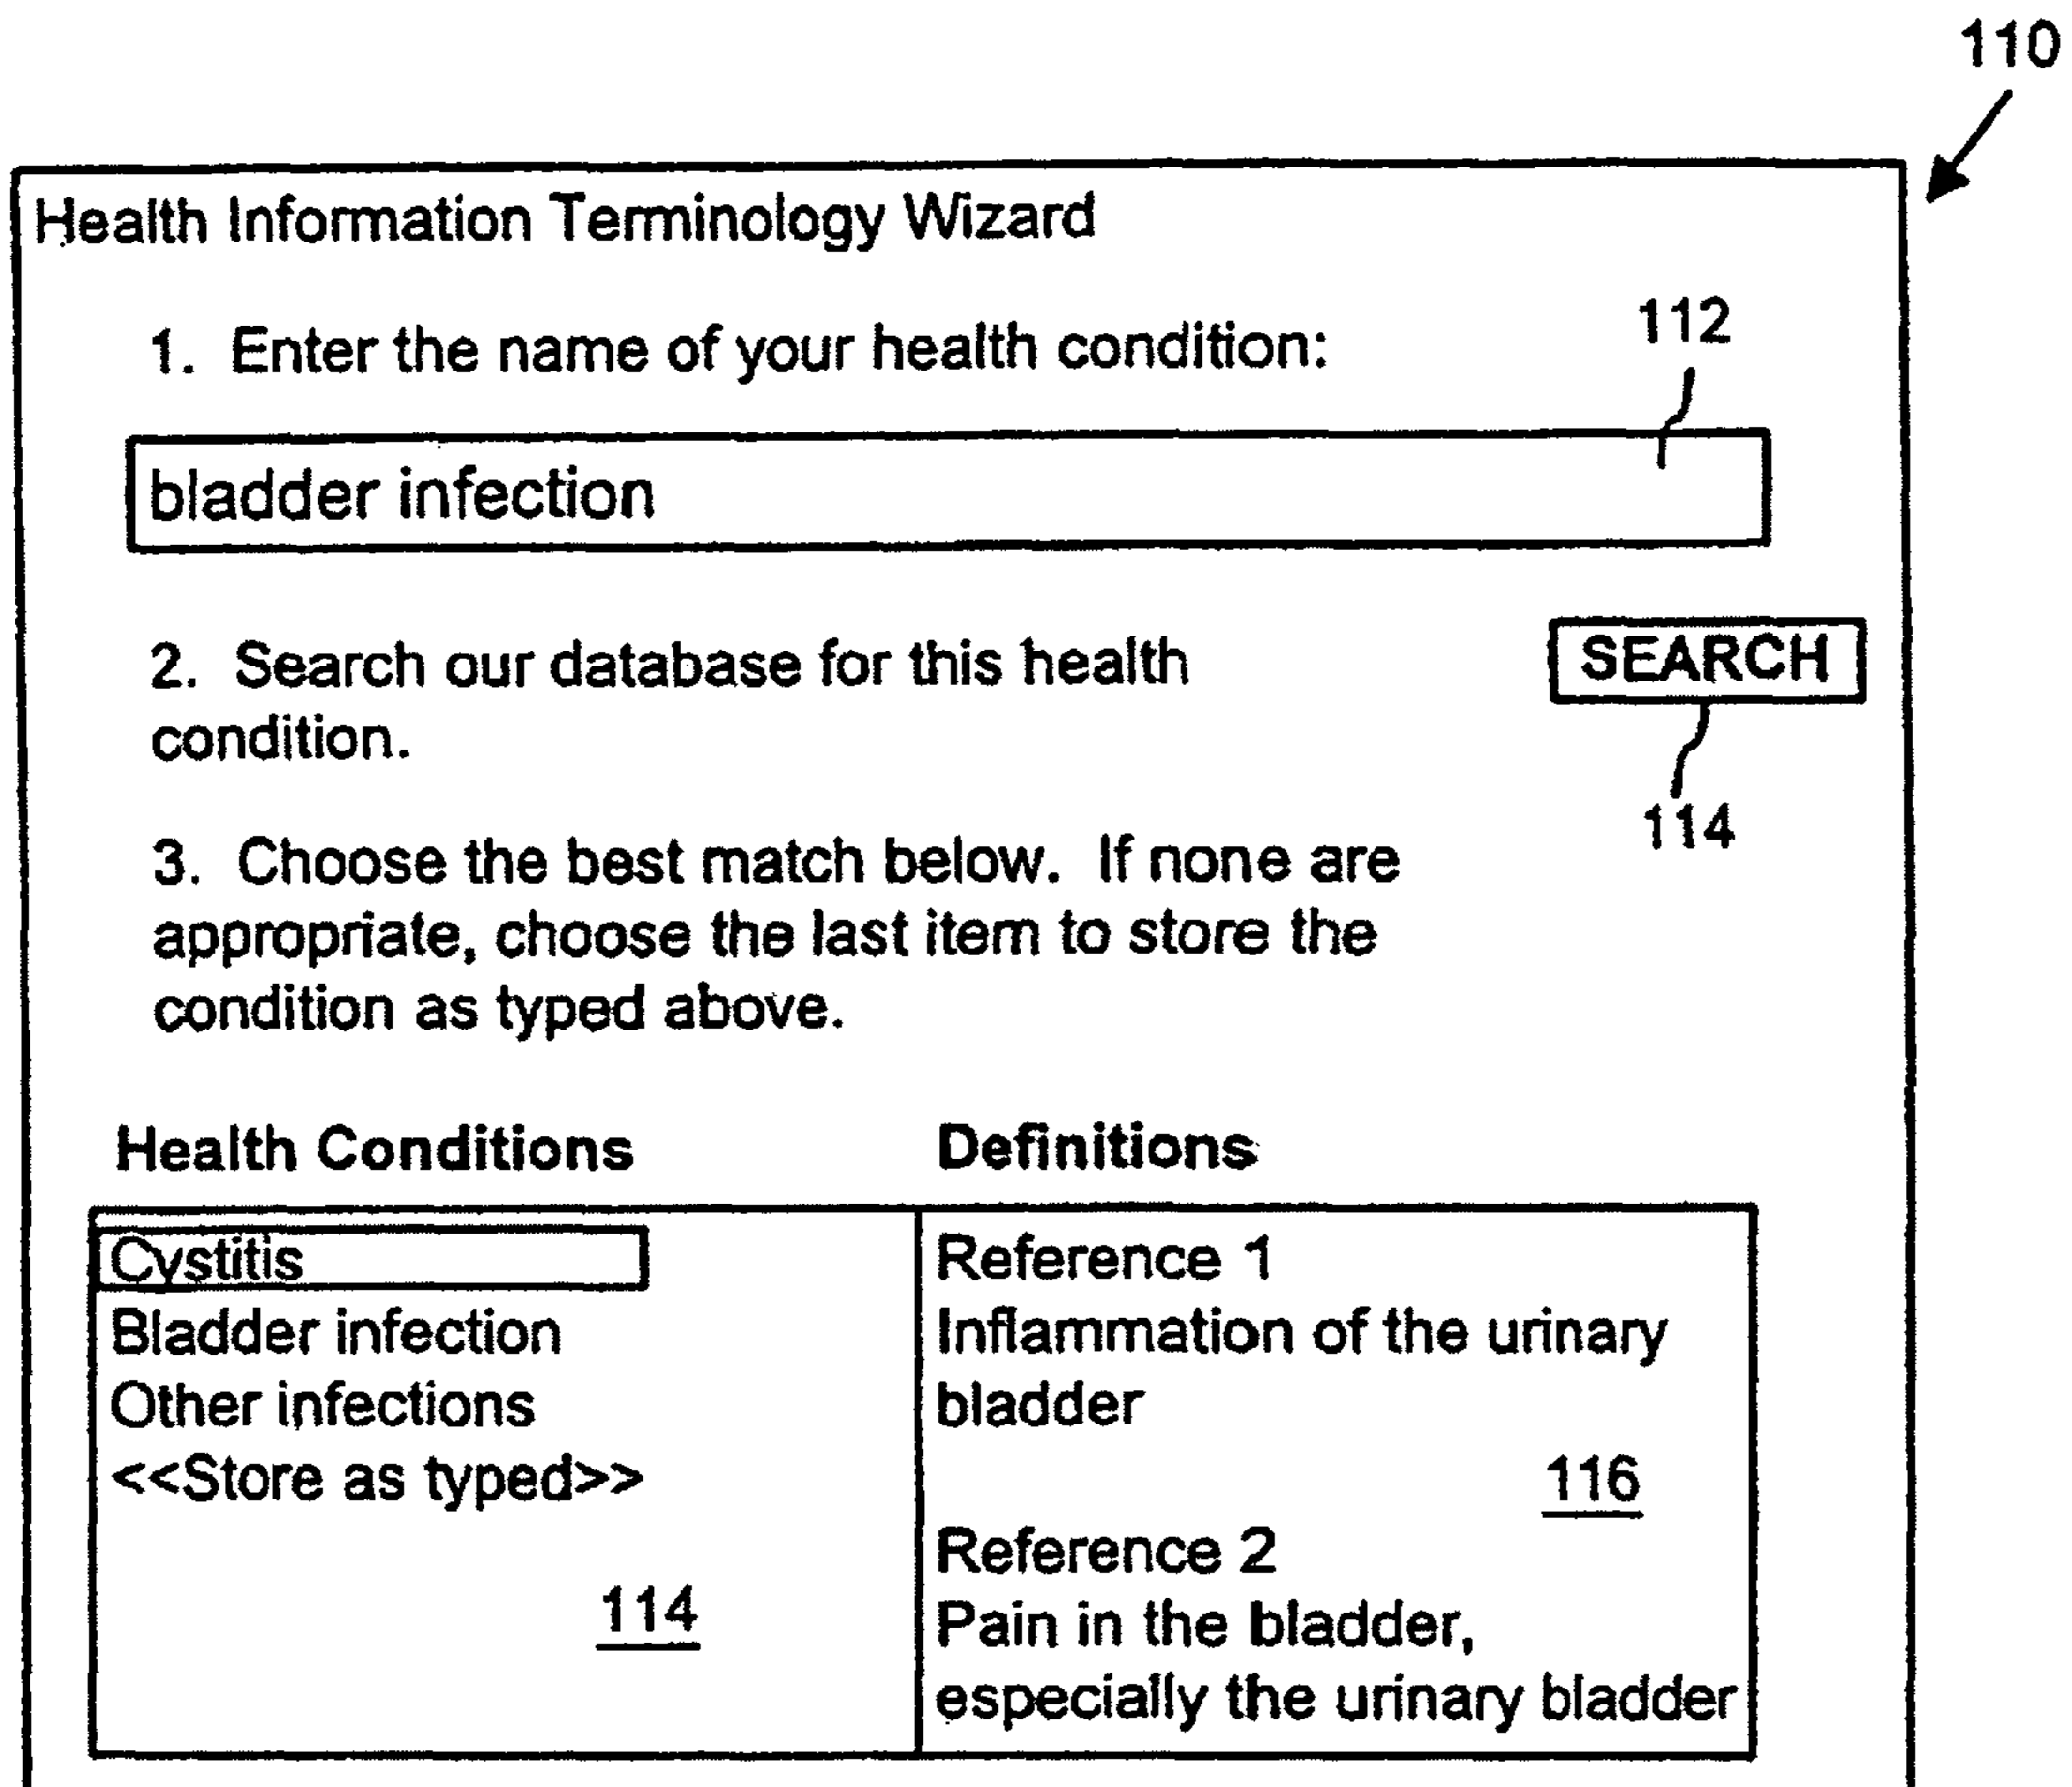 110
Health Information Terminology Wizard
1. Enter the name of your health condition:
112
bladder infection
2. Search our database for this health
condition.
SEARCH
114
3. Choose the best match below. If none are
appropriate, choose the last item to store the
condition as typed above.
Health Conditions
Cystitis
Bladder infection
Other infections
<<Store as typed>>
114
Definitions
Reference 1
Inflammation of the urinary
bladder
116
Reference 2
Pain in the bladder,
especially the urinary bladder